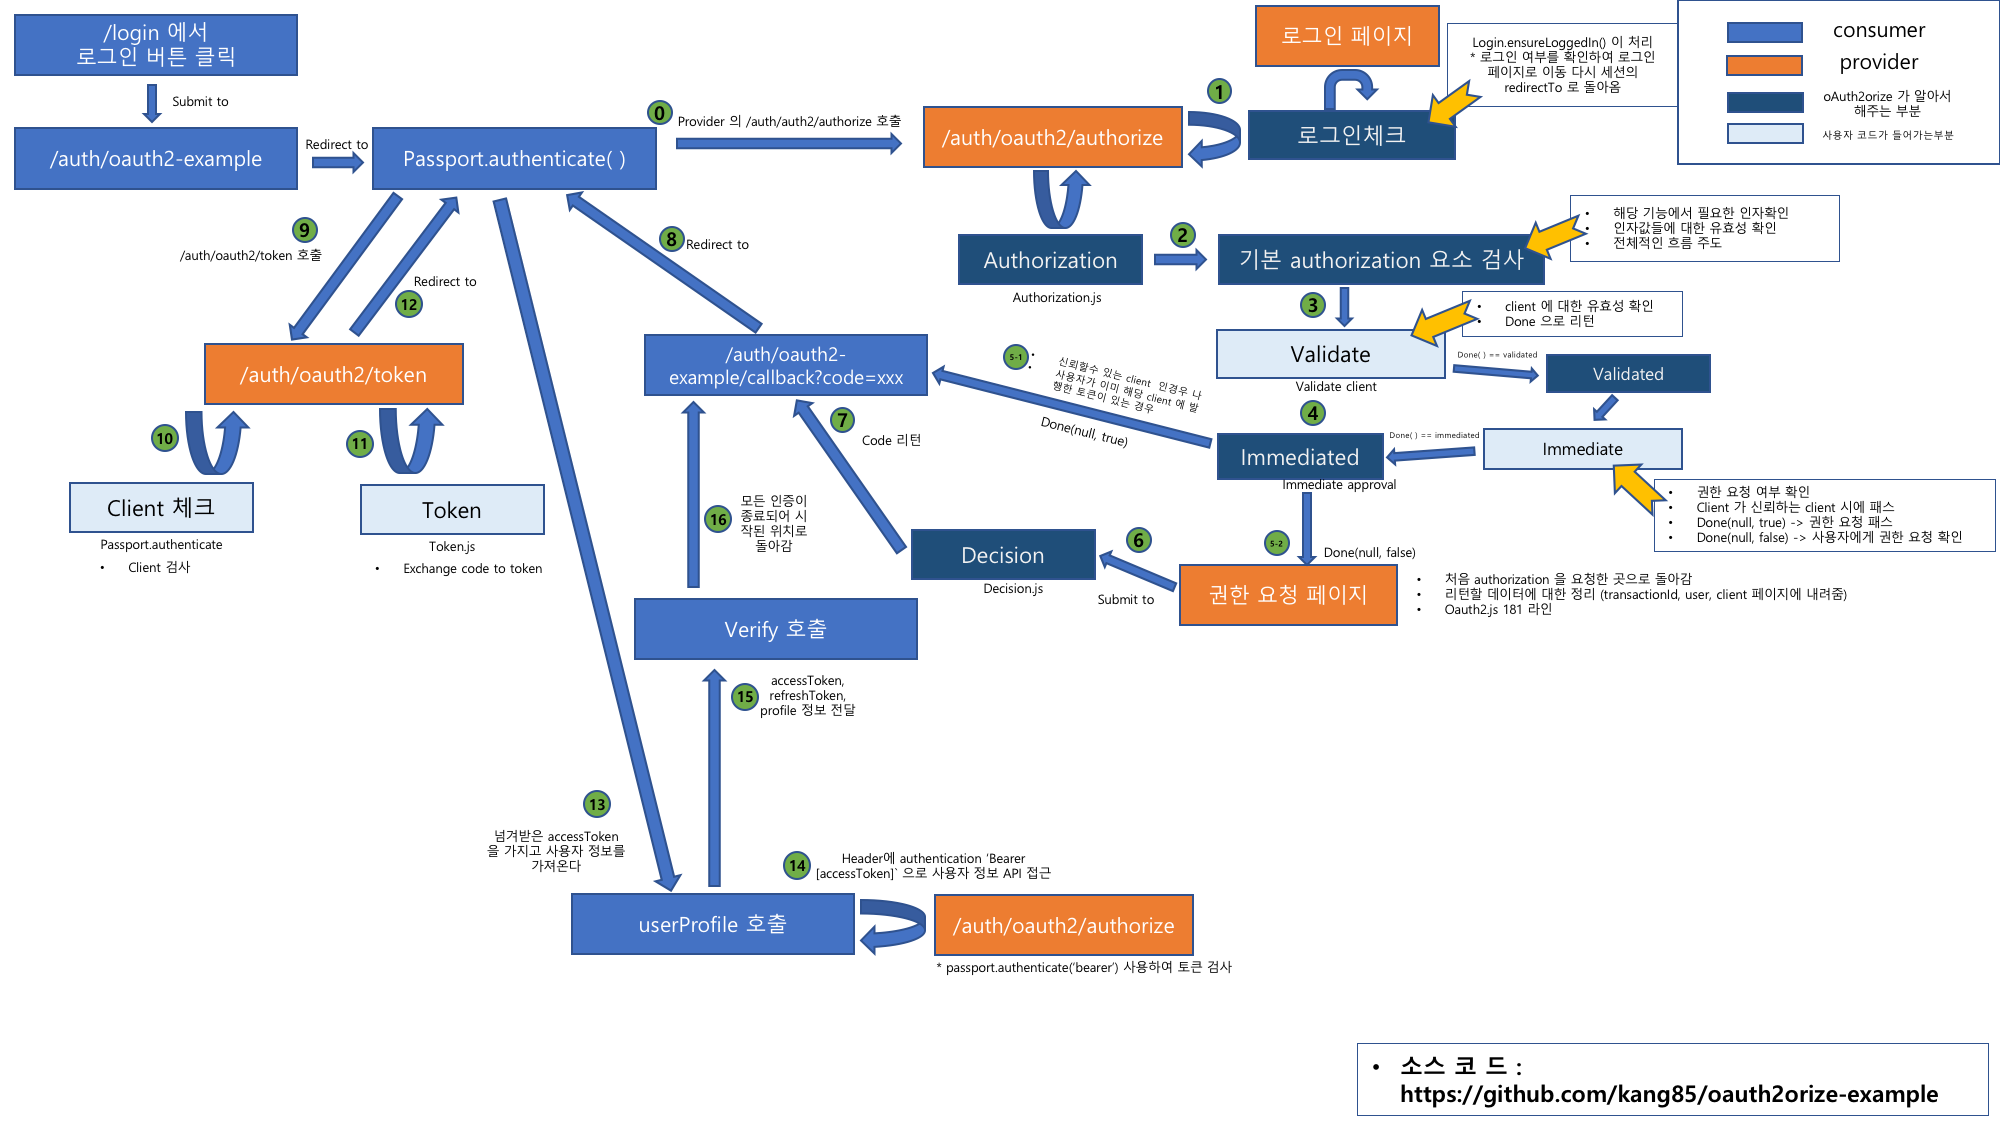 /login 에서
로그인 버튼 클릭
Submit to
/auth/oauth2-example
Redirect to
Passport.authenticate( )
0
Provider 의 /auth/auth2/authorize 호출
/auth/oauth2/authorize
1
로그인 페이지
로그인체크
Login.ensureLoggedIn() 이 처리
* 로그인 여부를 확인하여 로그인
페이지로 이동 다시 세션의
redirectTo 로 돌아옴
consumer
provider
oAuth2orize 가 알아서
해주는 부분
사용자 코드가 들어가는부분
Authorization
Authorization.js
2
기본 authorization 요소 검사
• 해당 기능에서 필요한 인자확인
• 인자값들에 대한 유효성 확인
• 전체적인 흐름 주도
3
• client 에 대한 유효성 확인
• Done 으로 리턴
Validate
Validate client
Done( ) == validated
Validated
4
Done( ) == immediated
Immediate
Immediated
Immediate approval
• 권한 요청 여부 확인
• Client 가 신뢰하는 client 시에 패스
• Done(null, true) -> 권한 요청 패스
• Done(null, false) -> 사용자에게 권한 요청 확인
5-1
• 신뢰할수 있는 client 인경우 나
• 사용자가 이미 해당 client 에 발
행한 토큰이 있는 경우
Done(null, true)
5-2
Done(null, false)
권한 요청 페이지
• 처음 authorization 을 요청한 곳으로 돌아감
• 리턴할 데이터에 대한 정리 (transactionId, user, client 페이지에 내려줌)
• Oauth2.js 181 라인
6
Submit to
Decision
Decision.js
7
Code 리턴
/auth/oauth2-
example/callback?code=xxx
8
Redirect to
9
/auth/oauth2/token 호출
Redirect to
12
/auth/oauth2/token
10
11
Client 체크
Passport.authenticate
• Client 검사
Token
Token.js
• Exchange code to token
16
모든 인증이
종료되어 시
작된 위치로
돌아감
Verify 호출
15
accessToken,
refreshToken,
profile 정보 전달
13
넘겨받은 accessToken
을 가지고 사용자 정보를
가져온다
14
Header에 authentication ‘Bearer
[accessToken]` 으로 사용자 정보 API 접근
userProfile 호출
/auth/oauth2/authorize
* passport.authenticate(‘bearer’) 사용하여 토큰 검사
• 소스 코 드 :
https://github.com/kang85/oauth2orize-example